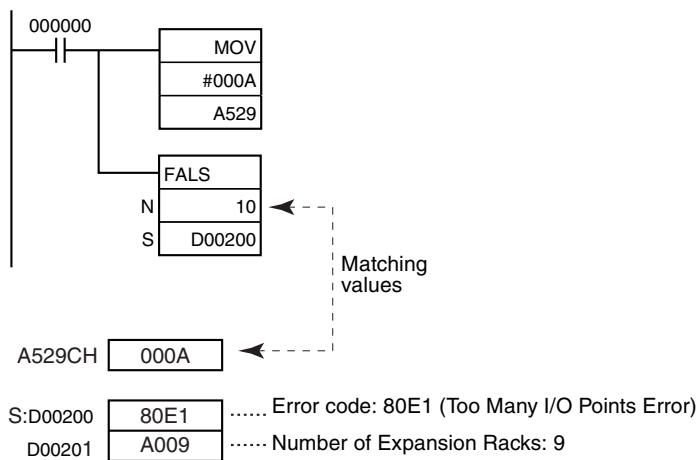 000000
MOV
#000A
A529
FALS
N 10
S D00200
Matching
values
A529CH 000A
S:D00200 80E1 ...... Error code: 80E1 (Too Many I/O Points Error)
D00201 A009 ...... Number of Expansion Racks: 9